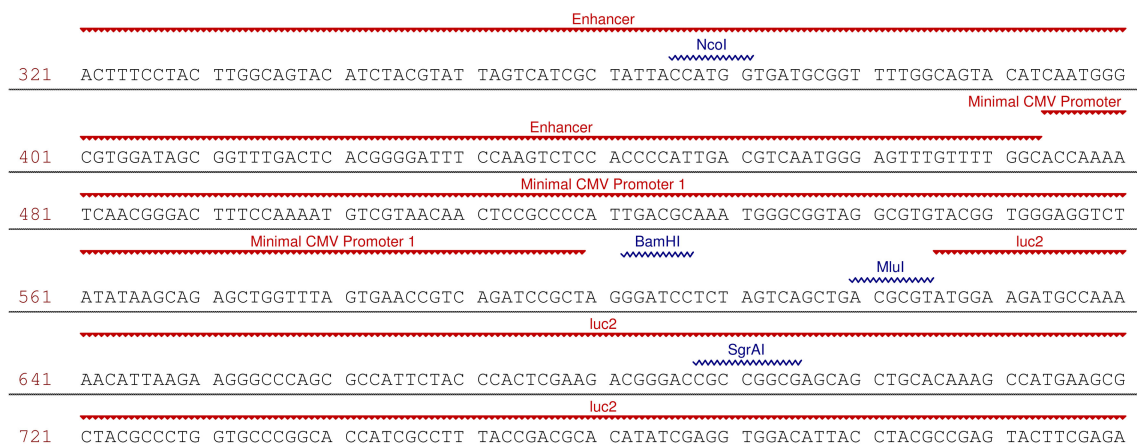 Enhancer
NcoI
321 ACTTTCCTAC TTGGCAGTAC ATCTACGTAT TAGTCATCGC TATTACCATG GTGATGCGGT TTTGGCAGTA CATCAATGGG
Minimal CMV Promoter
Enhancer
401 CGTGGATAGC GGTTTGACTC ACGGGGATTT CCAAGTCTCC ACCCCATTGA CGTCAATGGG AGTTTGTTTT GGCACCAAAA
Minimal CMV Promoter 1
481 TCAACGGGAC TTTCCAAAAT GTCGTAACAA CTCCGCCCCA TTGACGCAAA TGGGCGGTAG GCGTGTACGG TGGGAGGTCT
Minimal CMV Promoter 1 BamHI luc2
MluI
561 ATATAAGCAG AGCTGGTTTA GTGAACCGTC AGATCCGCTA GGGATCCTCT AGTCAGCTGA CGCGTATGGA AGATGCCAAA
luc2
SgrAI
641 AACATTAAGA AGGGCCCAGC GCCATTCTAC CCACTCGAAG ACGGGACCGC CGGCGAGCAG CTGCACAAAG CCATGAAGCG
luc2
721 CTACGCCCTG GTGCCCGGCA CCATCGCCTT TACCGACGCA CATATCGAGG TGGACATTAC CTACGCCGAG TACTTCGAGA